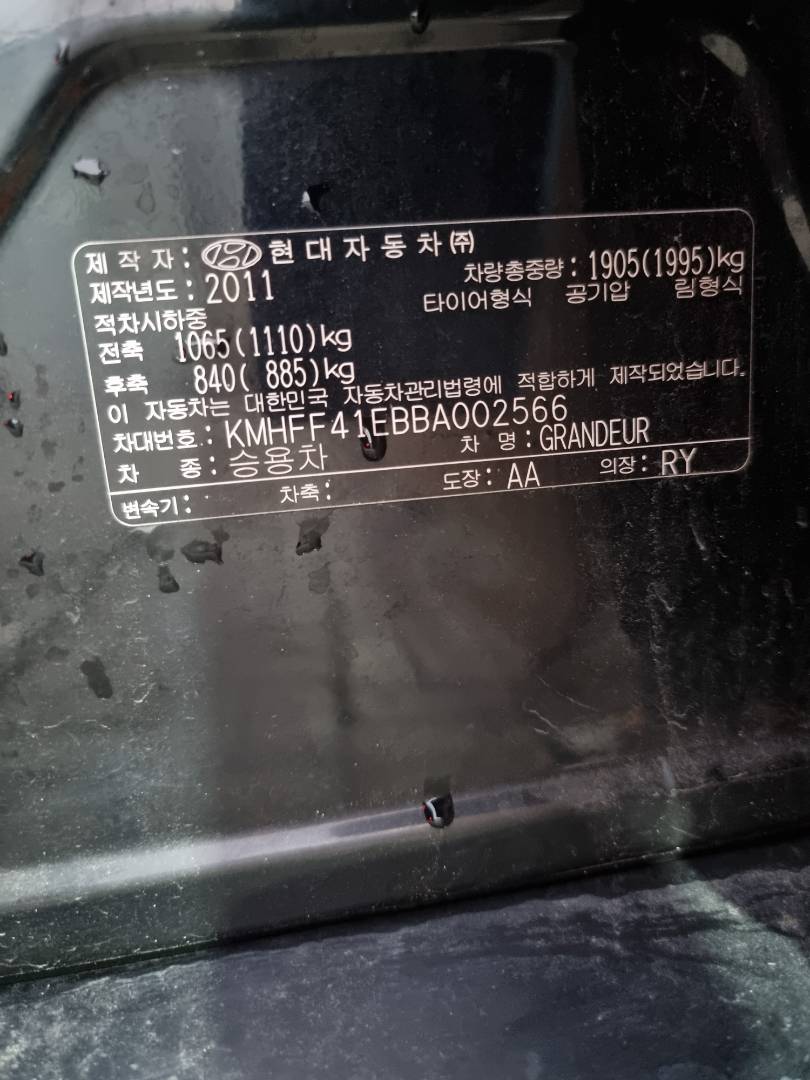 제 작 자 : 현 대 자 동 차 ㈜
제작년도 : 2011 차량총중량 : 1905(1995)kg
적차시하중 타이어형식 공기압 림형식
전축 1065(1110)kg
후축 840( 885)kg
이 자동차는 대한민국 자동차관리법령에 적합하게 제작되었습니다.
차대번호 : KMHFF41EBBA002566
차 종 : 승용차 차 명 : GRANDEUR
변속기 : 차축 : 도장 : AA 의장 : RY